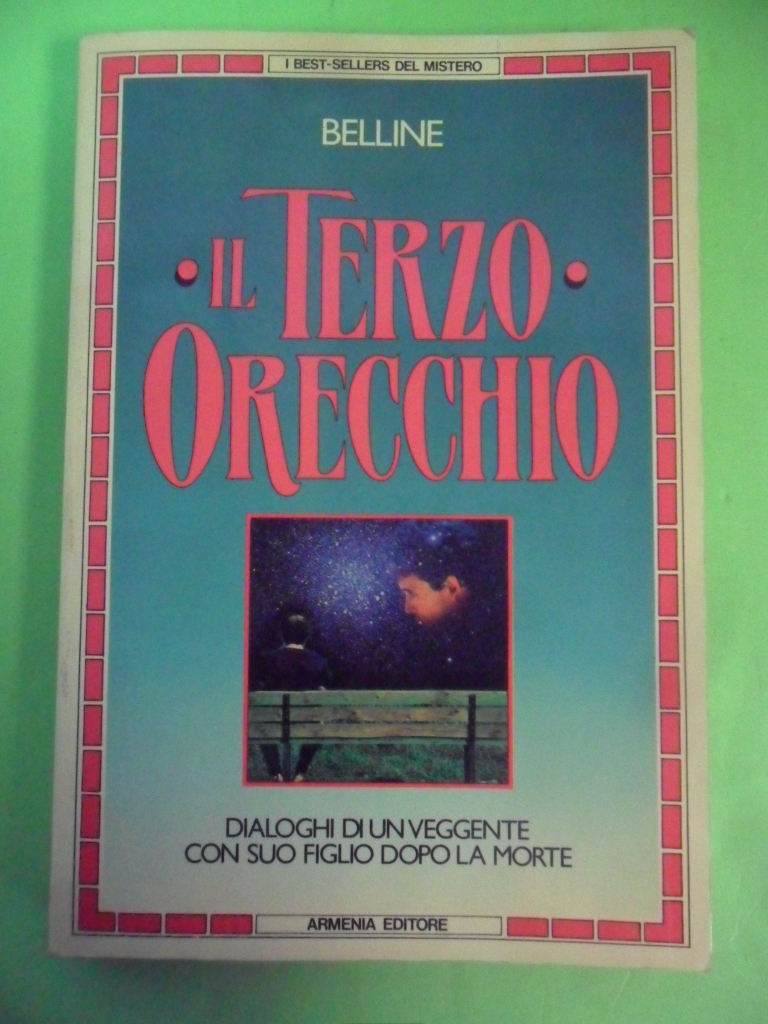 I BEST-SELLERS DEL MISTERO
BELLINE
• IL TERZO •
ORECCHIO
DIALOGHI DI UN VEGGENTE
CON SUO FIGLIO DOPO LA MORTE
ARMENIA EDITORE